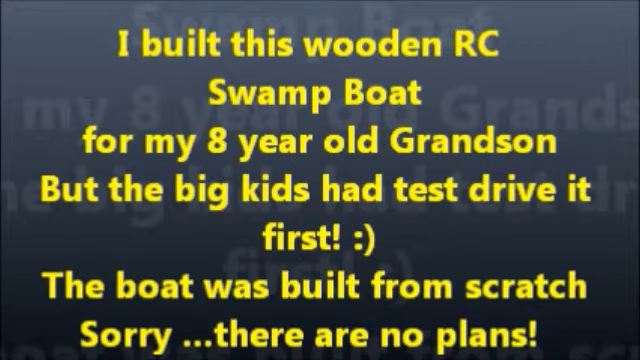 I built this wooden RC
Swamp Boat
for my 8 year old Grandson
But the big kids had test drive it
first! :)
The boat was built from scratch
Sorry ...there are no plans!